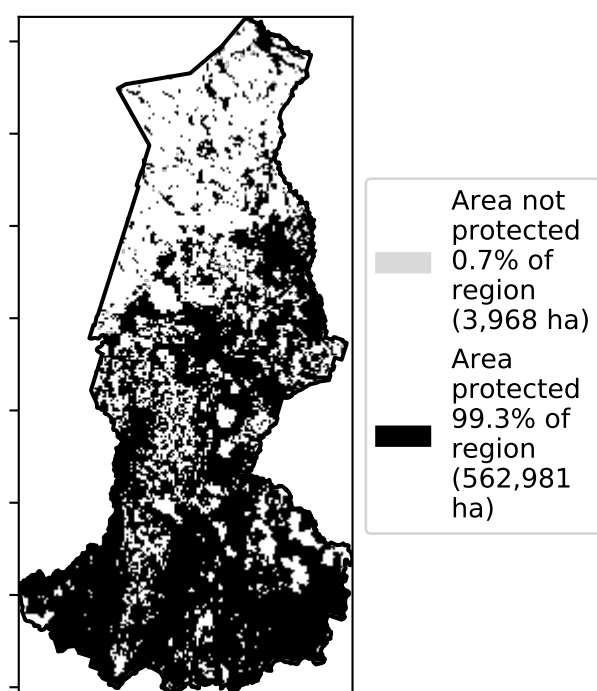 Area not
protected
0.7% of
region
(3,968 ha)
Area
protected
99.3% of
region
(562,981
ha)